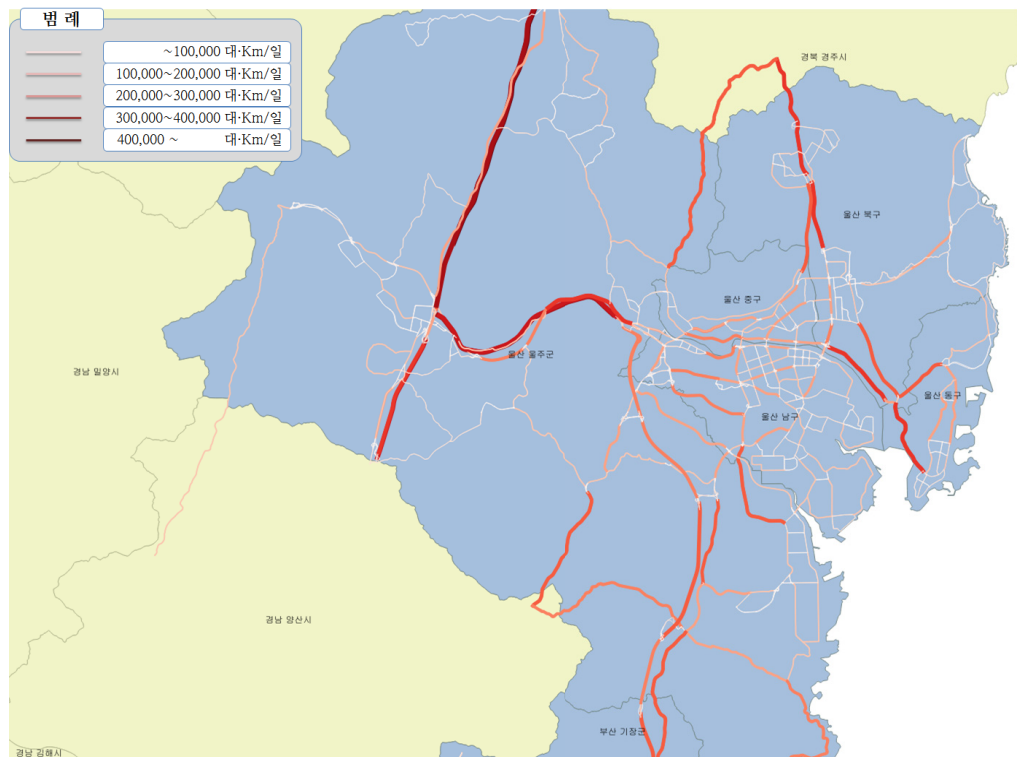 범 례
~100,000 대·Km/일
100,000~200,000 대·Km/일
200,000~300,000 대·Km/일
300,000~400,000 대·Km/일
400,000 ~ 대·Km/일
경북 경주시
울산 북구
울산 중구
울산 울주군
경남 밀양시
울산 동구
울산 남구
경남 양산시
부산 기장군
경남 김해시